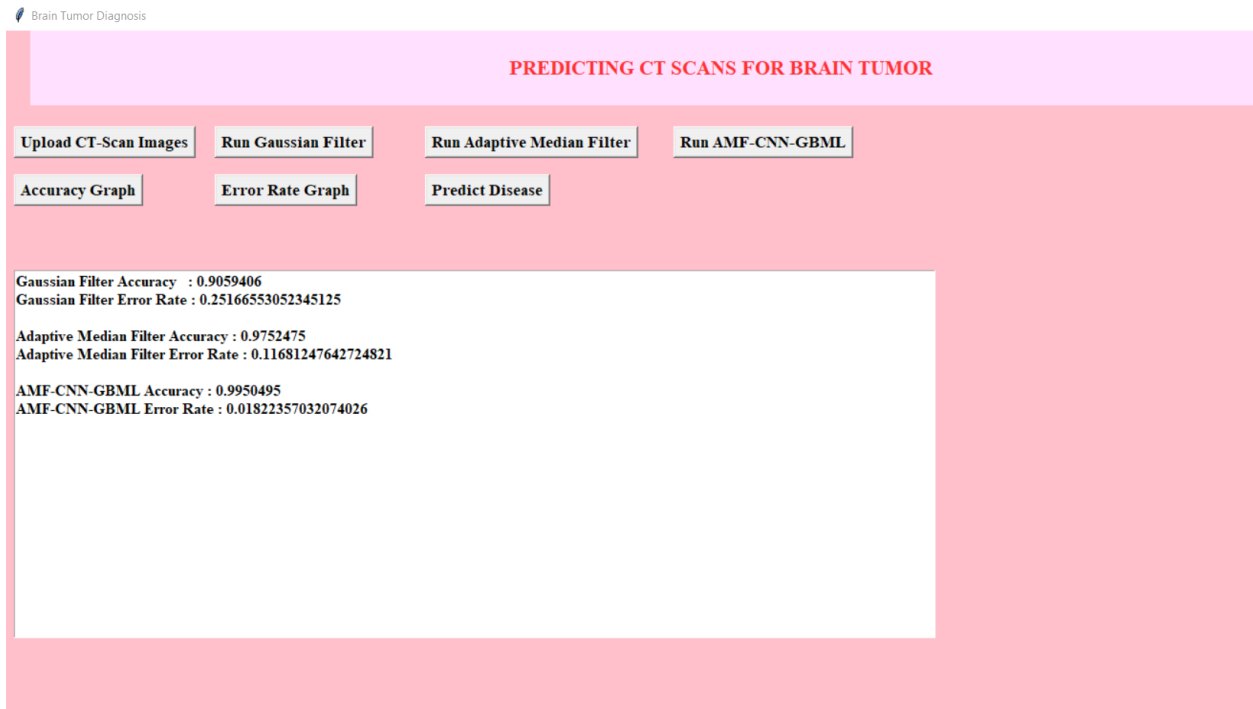 Brain Tumor Diagnosis
PREDICTING CT SCANS FOR BRAIN TUMOR
Upload CT-Scan Images Run Gaussian Filter Run Adaptive Median Filter Run AMF-CNN-GBML
Accuracy Graph Error Rate Graph Predict Disease
Gaussian Filter Accuracy : 0.9059406
Gaussian Filter Error Rate : 0.25166553052345125
Adaptive Median Filter Accuracy : 0.9752475
Adaptive Median Filter Error Rate : 0.11681247642724821
AMF-CNN-GBML Accuracy : 0.9950495
AMF-CNN-GBML Error Rate : 0.01822357032074026